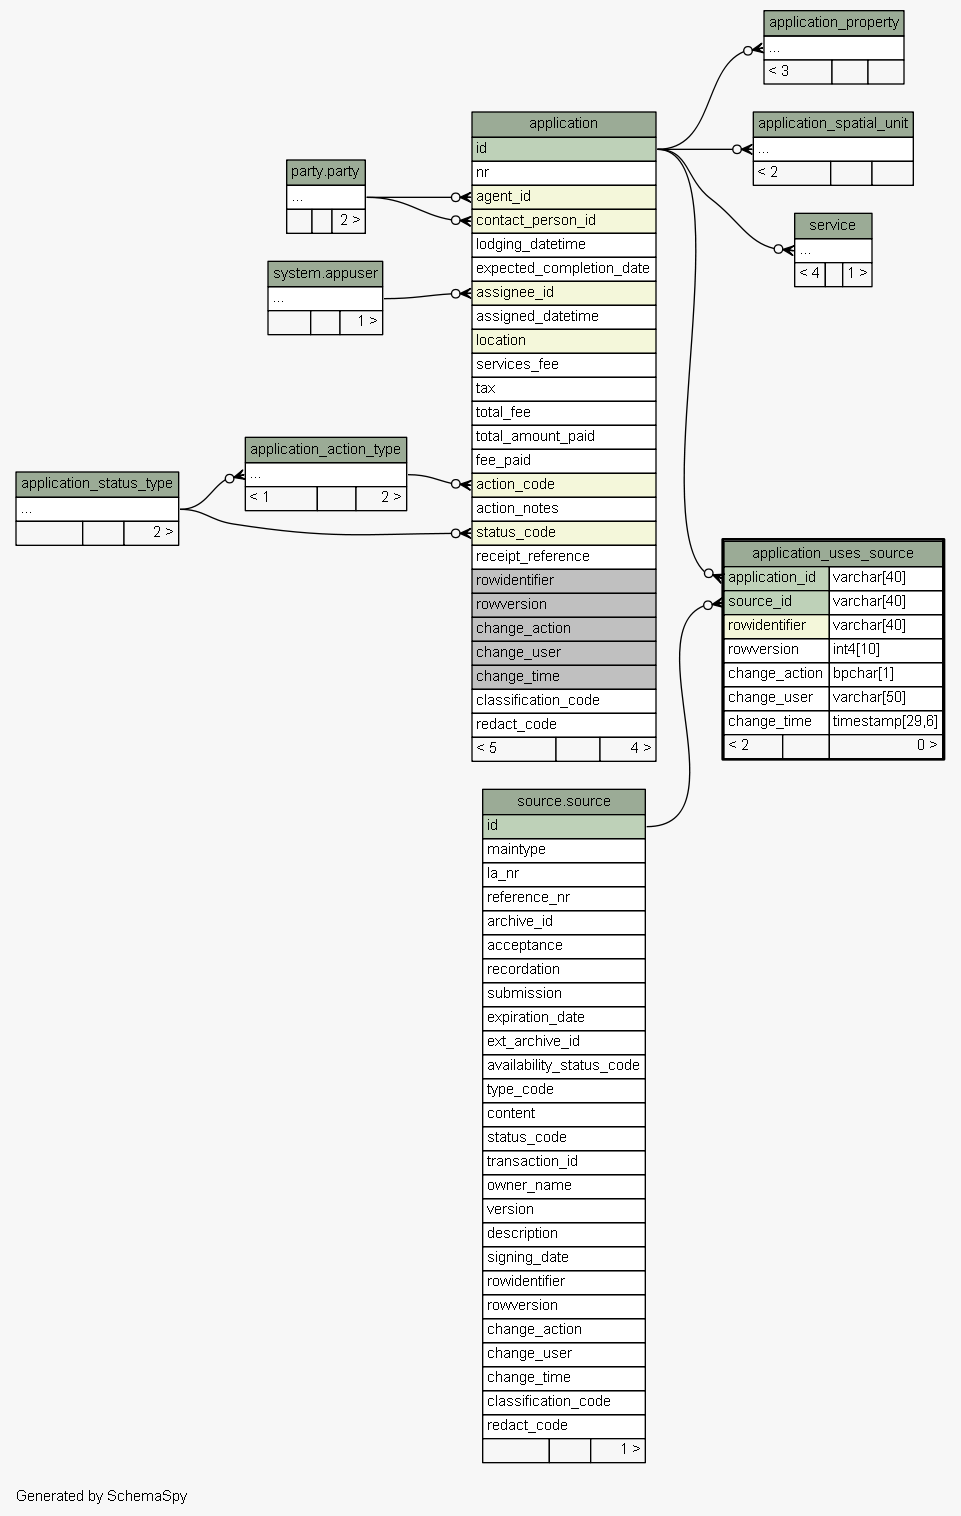 application_property
...
< 3
application_spatial_unit
...
< 2
service
...
< 4 1 >
application
id
nr
agent_id
contact_person_id
lodging_datetime
expected_completion_date
assignee_id
assigned_datetime
location
services_fee
tax
total_fee
total_amount_paid
fee_paid
action_code
action_notes
status_code
receipt_reference
rowidentifier
rowversion
change_action
change_user
change_time
classification_code
redact_code
< 5 4 >
party.party
...
2 >
system.appuser
...
1 >
application_action_type
...
< 1 2 >
application_status_type
...
2 >
application_uses_source
application_id varchar[40]
source_id varchar[40]
rowidentifier varchar[40]
rowversion int4[10]
change_action bpchar[1]
change_user varchar[50]
change_time timestamp[29,6]
< 2 0 >
source.source
id
maintype
la_nr
reference_nr
archive_id
acceptance
recordation
submission
expiration_date
ext_archive_id
availability_status_code
type_code
content
status_code
transaction_id
owner_name
version
description
signing_date
rowidentifier
rowversion
change_action
change_user
change_time
classification_code
redact_code
1 >
Generated by SchemaSpy